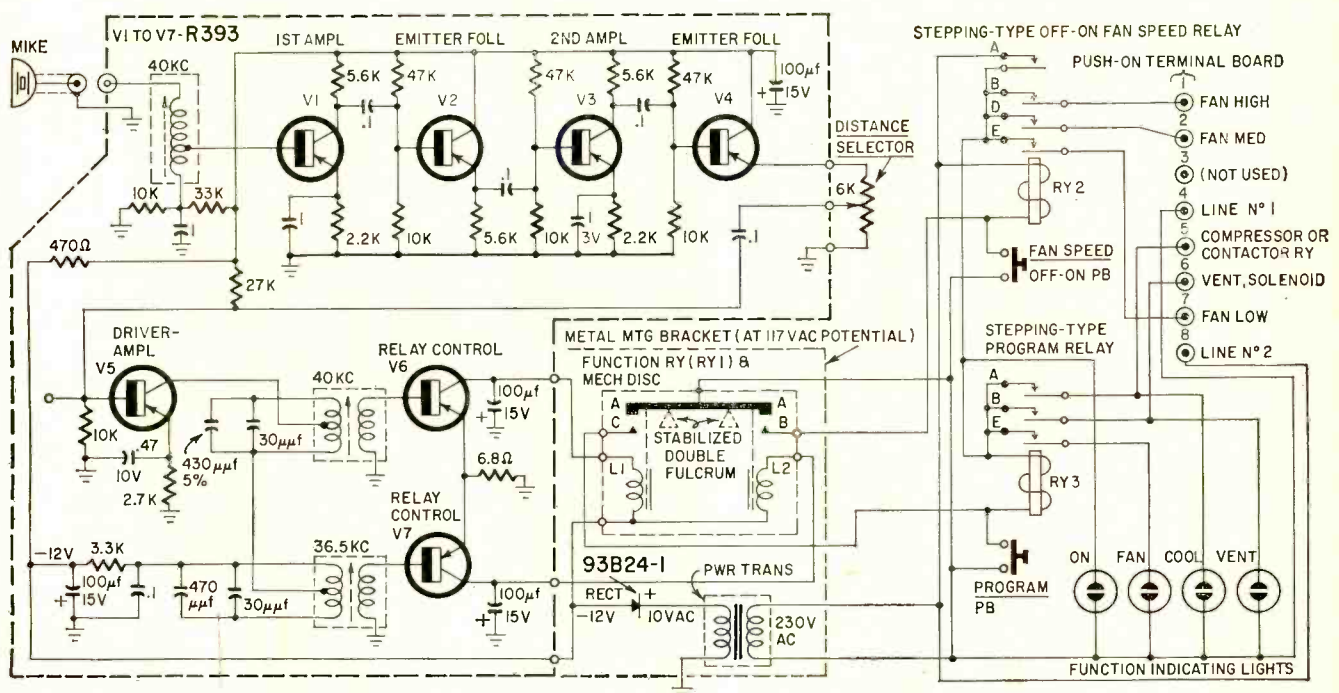 MIKE
V1 TO V7-R393
1ST AMPL
EMITTER FOLL
2ND AMPL
EMITTER FOLL
40KC
5.6K
47K
47K
5.6K
47K
100µf
15V
+
V1
V2
V3
V4
.1
.1
.1
10K
33K
.1
.1
2.2K
10K
5.6K
10K
.1
3V
2.2K
10K
.1
DISTANCE
SELECTOR
6K
470Ω
27K
DRIVER-
AMPL
V5
10K
.47
10V
2.7K
430µµf
5%
30µµf
40KC
RELAY CONTROL
V6
100µf
15V
+
6.8Ω
RELAY
CONTROL
V7
100µf
15V
+
-12V
3.3K
100µf
15V
+
.1
470
µµf
30µµf
36.5KC
METAL MTG BRACKET (AT 117VAC POTENTIAL)
FUNCTION RY (RY1) &
MECH DISC
A
A
C
B
STABILIZED
DOUBLE
FULCRUM
L1
L2
93B24-1
RECT
+
-12V
10VAC
PWR TRANS
230V
AC
STEPPING-TYPE OFF-ON FAN SPEED RELAY
A
B
D
E
RY2
FAN SPEED
OFF-ON PB
STEPPING-TYPE
PROGRAM RELAY
A
B
E
RY3
PROGRAM
PB
PUSH-ON TERMINAL BOARD
1
FAN HIGH
2
FAN MED
3
(NOT USED)
4
LINE Nº 1
5
COMPRESSOR OR
CONTACTOR RY
6
VENT, SOLENOID
7
FAN LOW
8
LINE Nº 2
ON
FAN
COOL
VENT
FUNCTION INDICATING LIGHTS